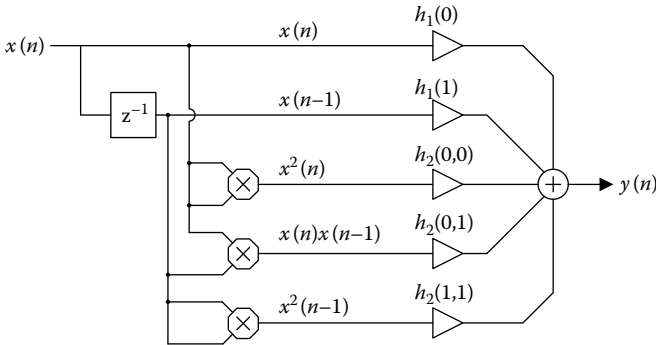 h₁(0)
x(n)
x(n)
h₁(1)
x(n–1)
z⁻¹
h₂(0,0)
x²(n)
×
+
y(n)
h₂(0,1)
x(n)x(n–1)
×
h₂(1,1)
x²(n–1)
×